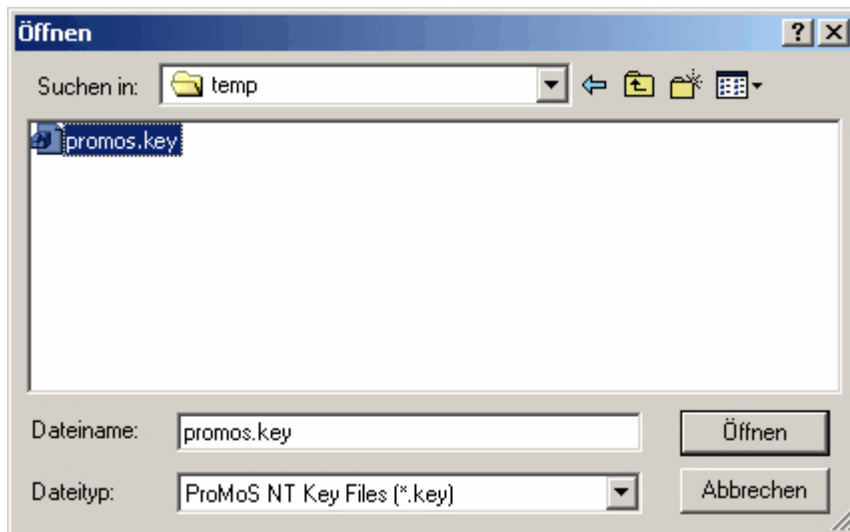 Öffnen
Suchen in: temp
promos.key
Dateiname: promos.key Öffnen
Dateityp: ProMoS NT Key Files (*.key) Abbrechen